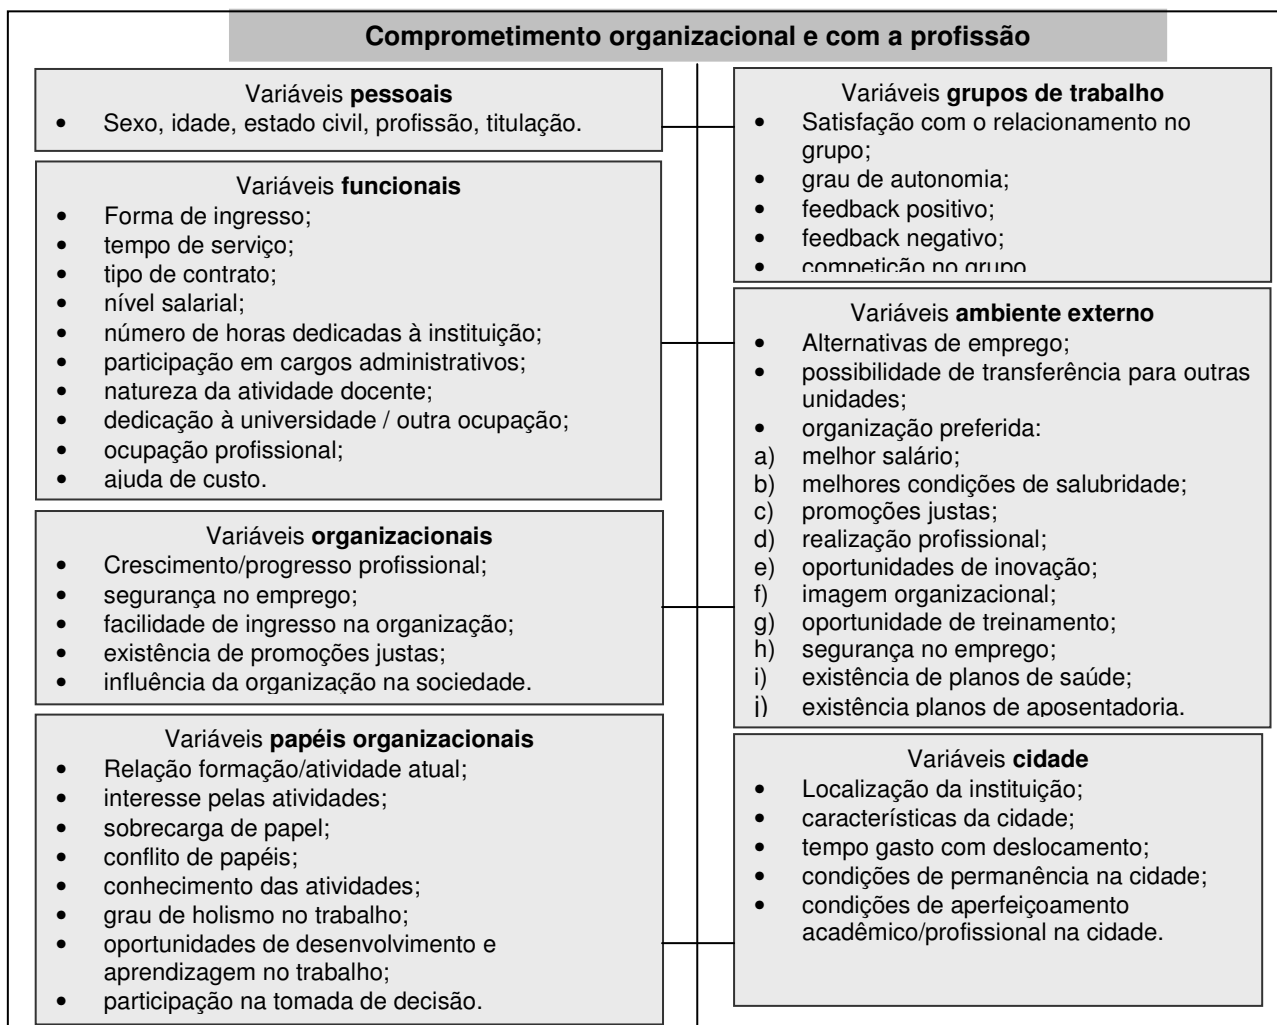 Comprometimento organizacional e com a profissão
Variáveis pessoais
• Sexo, idade, estado civil, profissão, titulação.
Variáveis funcionais
• Forma de ingresso;
• tempo de serviço;
• tipo de contrato;
• nível salarial;
• número de horas dedicadas à instituição;
• participação em cargos administrativos;
• natureza da atividade docente;
• dedicação à universidade / outra ocupação;
• ocupação profissional;
• ajuda de custo.
Variáveis organizacionais
• Crescimento/progresso profissional;
• segurança no emprego;
• facilidade de ingresso na organização;
• existência de promoções justas;
• influência da organização na sociedade.
Variáveis papéis organizacionais
• Relação formação/atividade atual;
• interesse pelas atividades;
• sobrecarga de papel;
• conflito de papéis;
• conhecimento das atividades;
• grau de holismo no trabalho;
• oportunidades de desenvolvimento e
aprendizagem no trabalho;
• participação na tomada de decisão.
Variáveis grupos de trabalho
• Satisfação com o relacionamento no
grupo;
• grau de autonomia;
• feedback positivo;
• feedback negativo;
• competição no grupo
Variáveis ambiente externo
• Alternativas de emprego;
• possibilidade de transferência para outras
unidades;
• organização preferida:
a) melhor salário;
b) melhores condições de salubridade;
c) promoções justas;
d) realização profissional;
e) oportunidades de inovação;
f) imagem organizacional;
g) oportunidade de treinamento;
h) segurança no emprego;
i) existência de planos de saúde;
j) existência planos de aposentadoria.
Variáveis cidade
• Localização da instituição;
• características da cidade;
• tempo gasto com deslocamento;
• condições de permanência na cidade;
• condições de aperfeiçoamento
acadêmico/profissional na cidade.